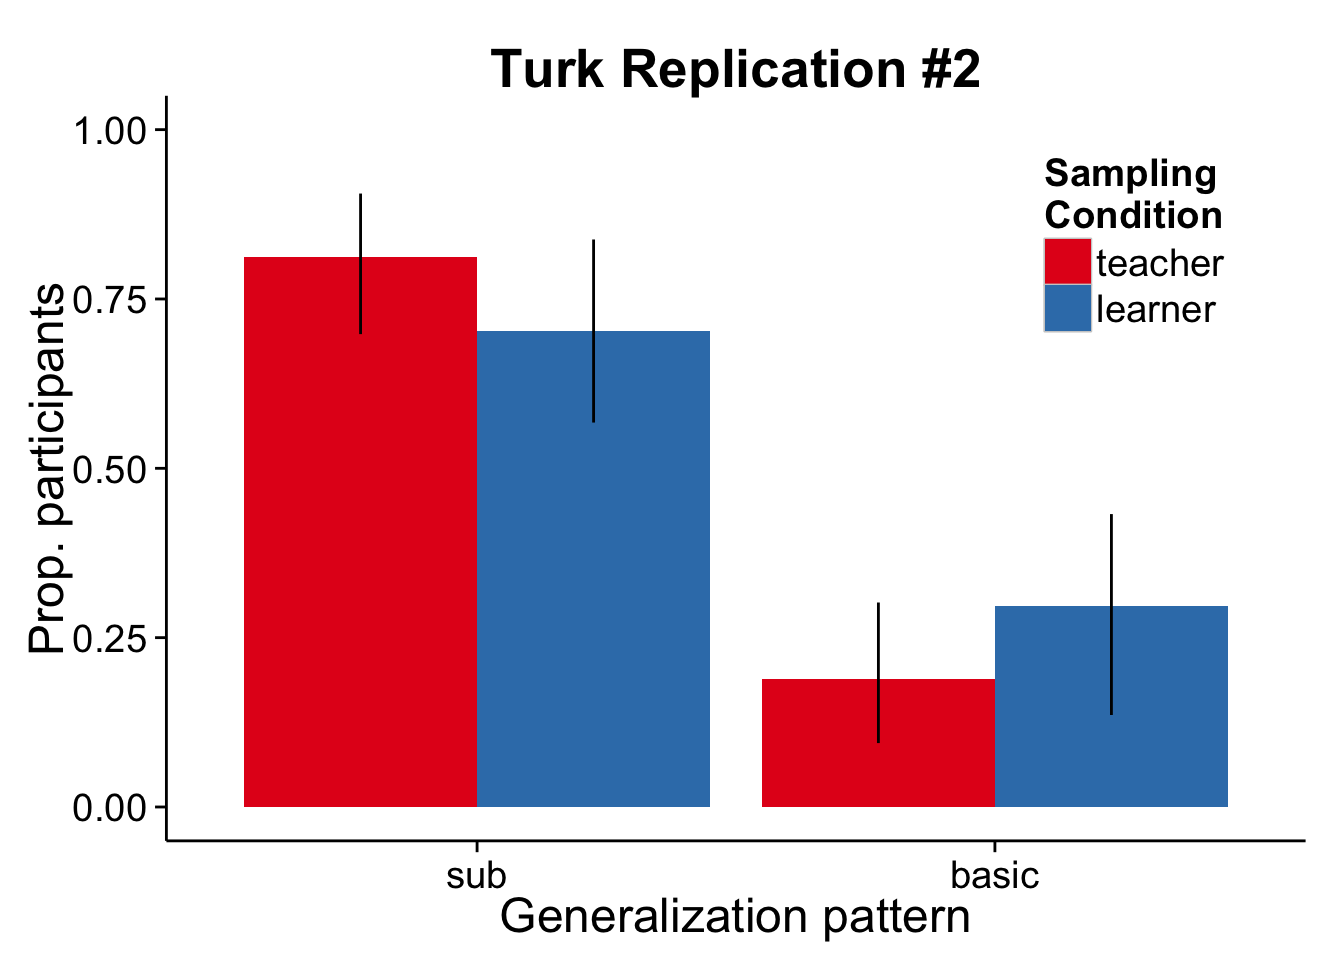 Turk Replication #2
1.00
0.75
0.50
0.25
0.00
Prop. participants
Sampling
Condition
teacher
learner
sub
basic
Generalization pattern